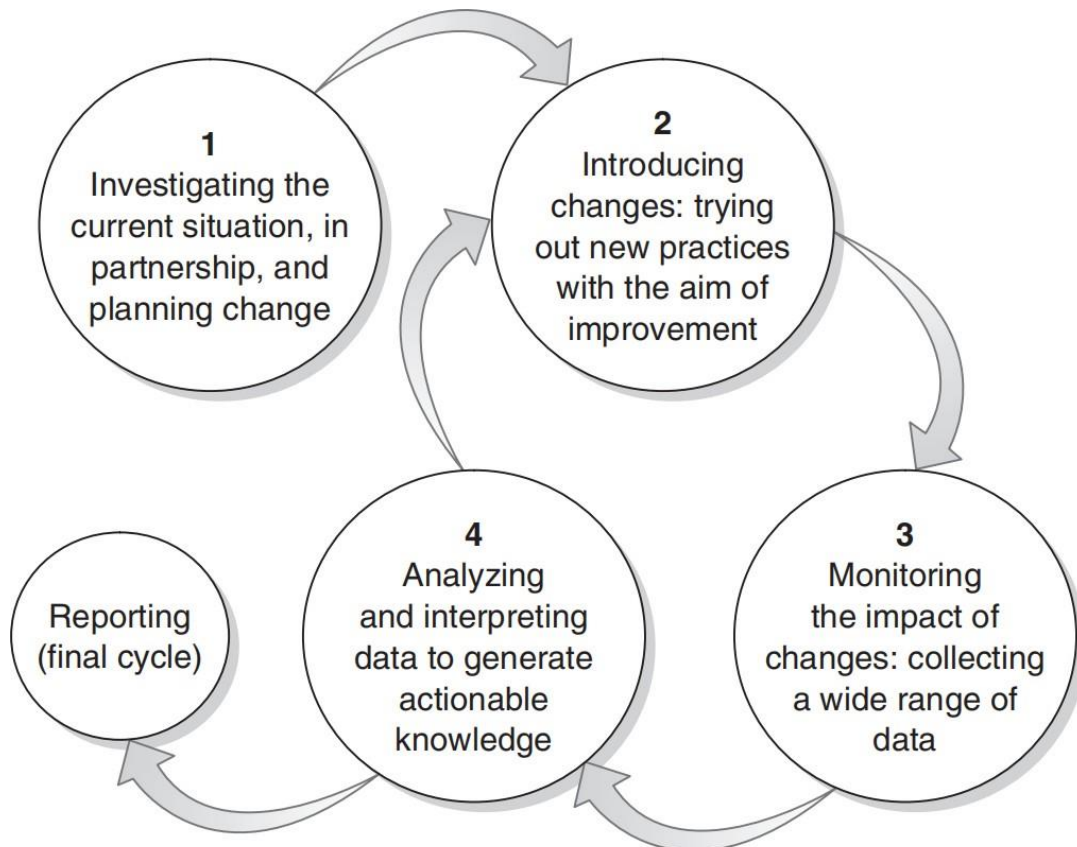 1
Investigating the
current situation, in
partnership, and
planning change
2
Introducing
changes: trying
out new practices
with the aim of
improvement
3
Monitoring
the impact of
changes: collecting
a wide range of
data
4
Analyzing
and interpreting
data to generate
actionable
knowledge
Reporting
(final cycle)